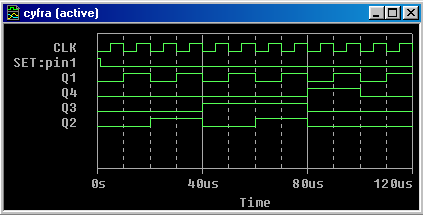 cyfra (active)
CLK
SET:pin1
Q1
Q4
Q3
Q2
0s 40us 80us 120us
Time